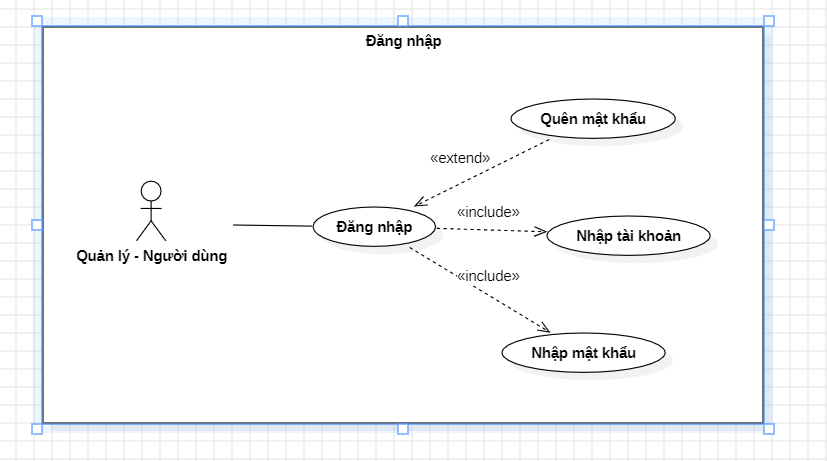 Đăng nhập
Quên mật khẩu
«extend»
«include»
Đăng nhập
Nhập tài khoản
Quản lý - Người dùng
«include»
Nhập mật khẩu